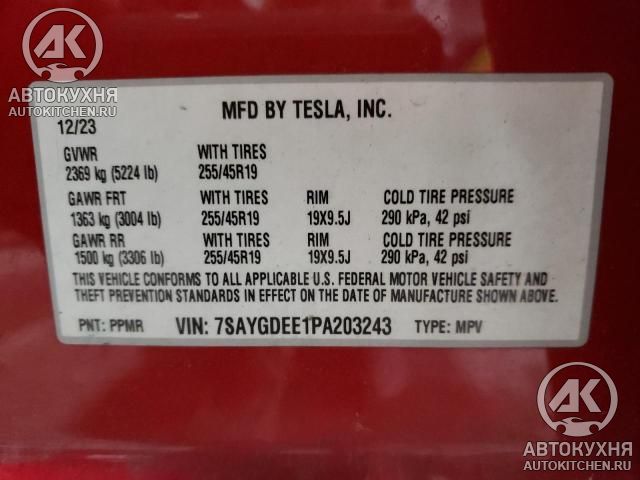 AK
АВТОКУХНЯ
AUTOKITCHEN.RU
MFD BY TESLA, INC.
12/23
GVWR WITH TIRES
2369 kg (5224 lb) 255/45R19
GAWR FRT WITH TIRES RIM COLD TIRE PRESSURE
1363 kg (3004 lb) 255/45R19 19X9.5J 290 kPa, 42 psi
GAWR RR WITH TIRES RIM COLD TIRE PRESSURE
1500 kg (3306 lb) 255/45R19 19X9.5J 290 kPa, 42 psi
THIS VEHICLE CONFORMS TO ALL APPLICABLE U.S. FEDERAL MOTOR VEHICLE SAFETY AND
THEFT PREVENTION STANDARDS IN EFFECT ON THE DATE OF MANUFACTURE SHOWN ABOVE.
PNT: PPMR VIN: 7SAYGDEE1PA203243 TYPE: MPV
AK
АВТОКУХНЯ
AUTOKITCHEN.RU